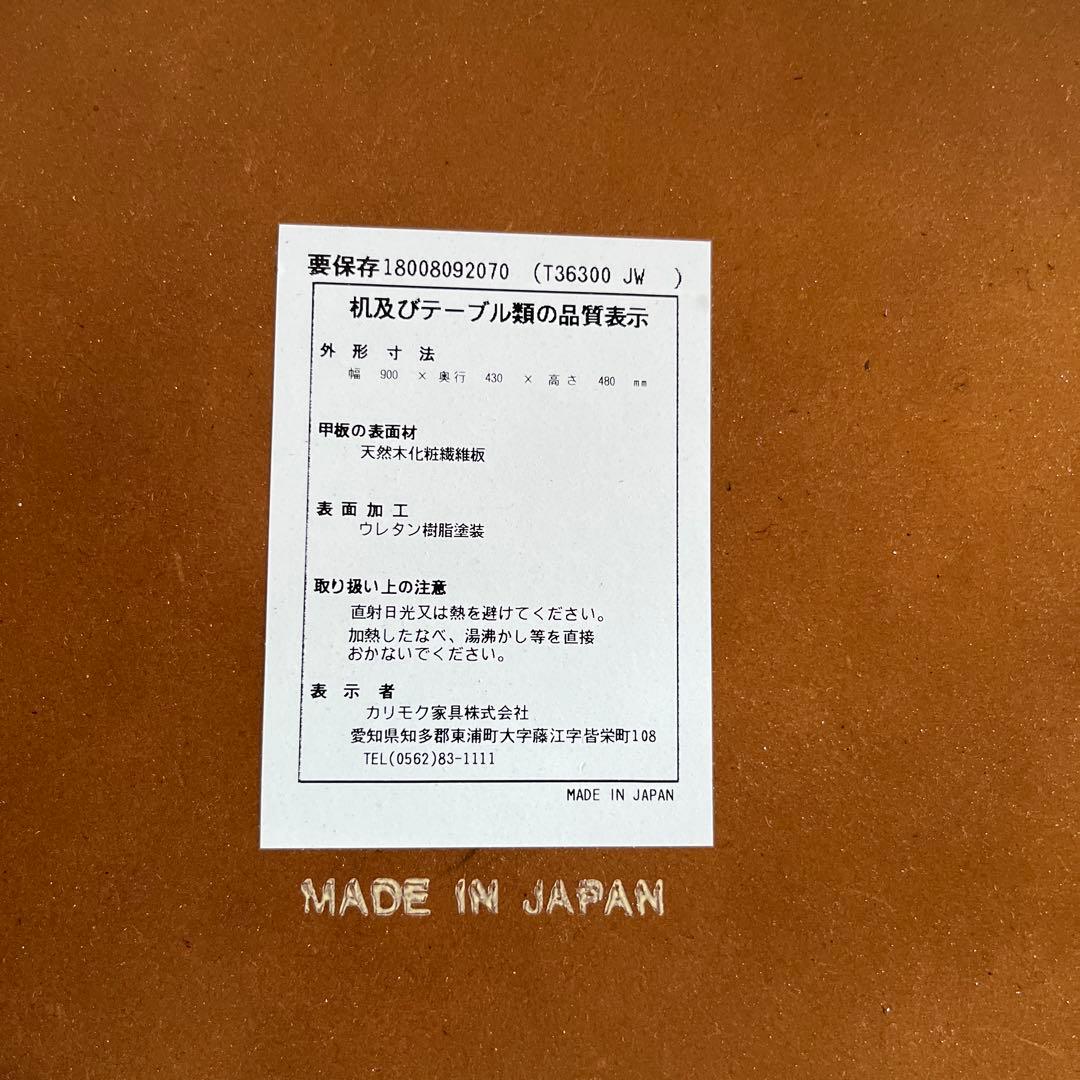 要保存18008092070 (T36300 JW )
机及びテーブル類の品質表示
外形寸法
幅 900 × 奥行 430 × 高さ 480 mm
甲板の表面材
天然木化粧繊維板
表面加工
ウレタン樹脂塗装
取り扱い上の注意
直射日光又は熱を避けてください。
加熱したなべ、湯沸かし等を直接
おかないでください。
表示者
カリモク家具株式会社
愛知県知多郡東浦町大字藤江字皆栄町108
TEL(0562)83-1111
MADE IN JAPAN
MADE IN JAPAN